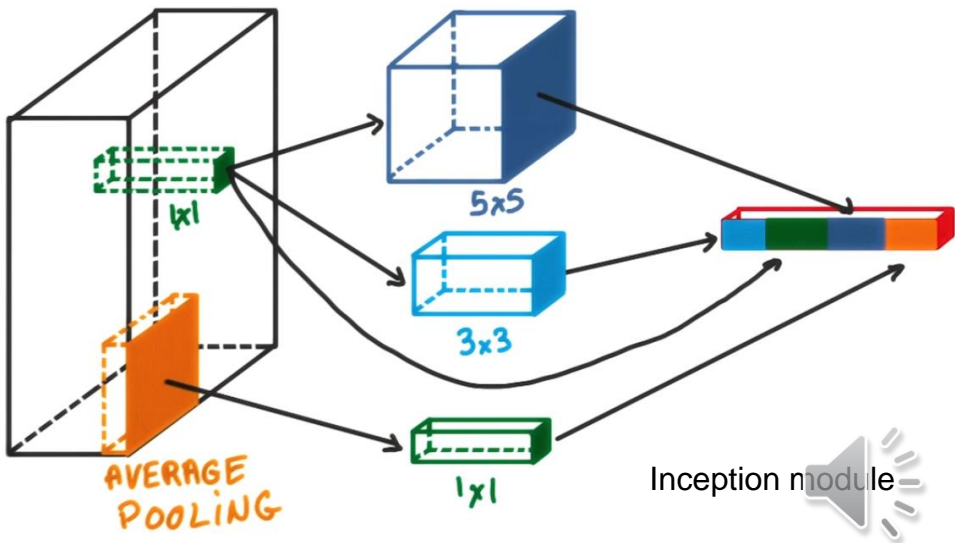 1x1
5x5
3x3
AVERAGE
POOLING
1x1
Inception module